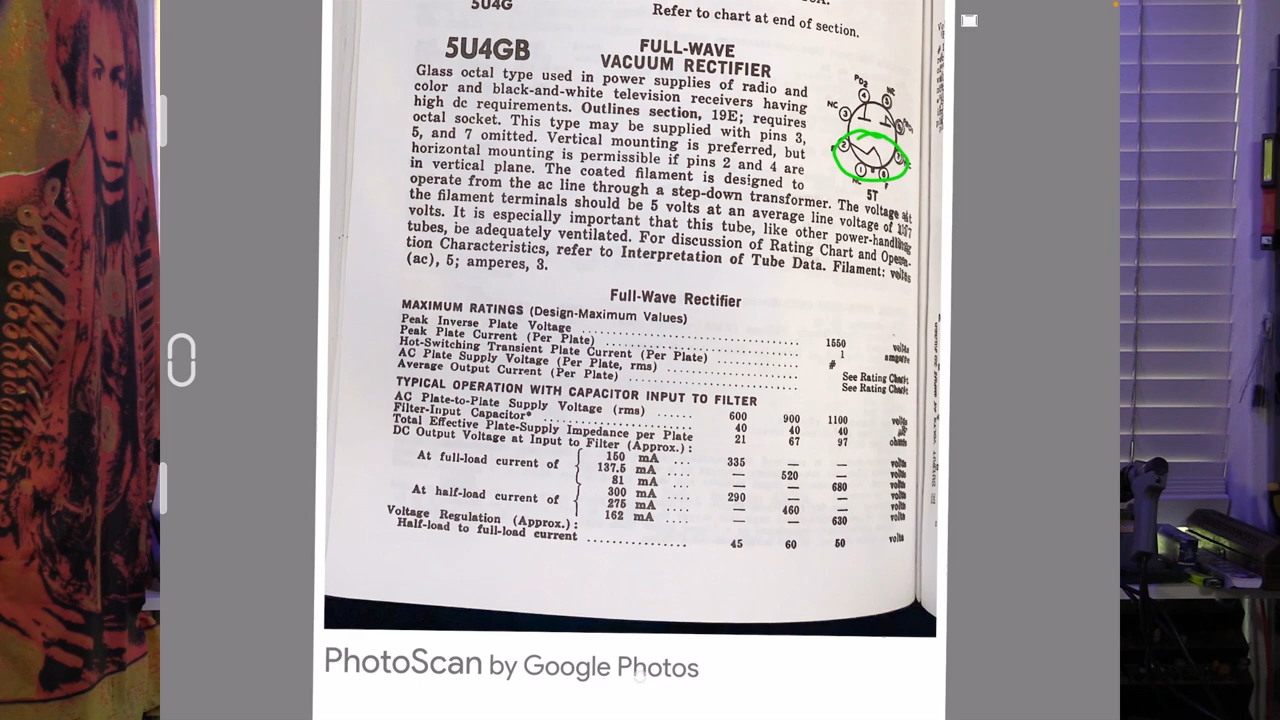 5U4G
Refer to chart at end of section.
5U4GB
FULL-WAVE
VACUUM RECTIFIER
Glass octal type used in power supplies of radio and
color and black-and-white television receivers having
high dc requirements. Outlines section, 19E; requires
octal socket. This type may be supplied with pins 3,
5, and 7 omitted. Vertical mounting is preferred, but
horizontal mounting is permissible if pins 2 and 4 are
in vertical plane. The coated filament is designed to
operate from the ac line through a step-down transformer. The voltage at
the filament terminals should be 5 volts at an average line voltage of 117
volts. It is especially important that this tube, like other power-handling
tubes, be adequately ventilated. For discussion of Rating Chart and Opera-
tion Characteristics, refer to Interpretation of Tube Data. Filament: volts
(ac), 5; amperes, 3.
NC
NC
5T
Full-Wave Rectifier
MAXIMUM RATINGS (Design-Maximum Values)
Peak Inverse Plate Voltage 1550 volts
Peak Plate Current (Per Plate) 1 ampere
Hot-Switching Transient Plate Current (Per Plate) #
AC Plate Supply Voltage (Per Plate, rms) See Rating Chart
Average Output Current (Per Plate) See Rating Chart
TYPICAL OPERATION WITH CAPACITOR INPUT TO FILTER
AC Plate-to-Plate Supply Voltage (rms) 600 900 1100 volts
Filter-Input Capacitor* 40 40 40 µF
Total Effective Plate-Supply Impedance per Plate 21 67 97 ohms
DC Output Voltage at Input to Filter (Approx.):
At full-load current of { 150 mA .... 335 — — volts
137.5 mA .... — 520 — volts
81 mA .... — — 680 volts
At half-load current of { 300 mA .... 290 — — volts
275 mA .... — 460 — volts
162 mA .... — — 630 volts
Voltage Regulation (Approx.):
Half-load to full-load current 45 60 50 volts
PhotoScan by Google Photos